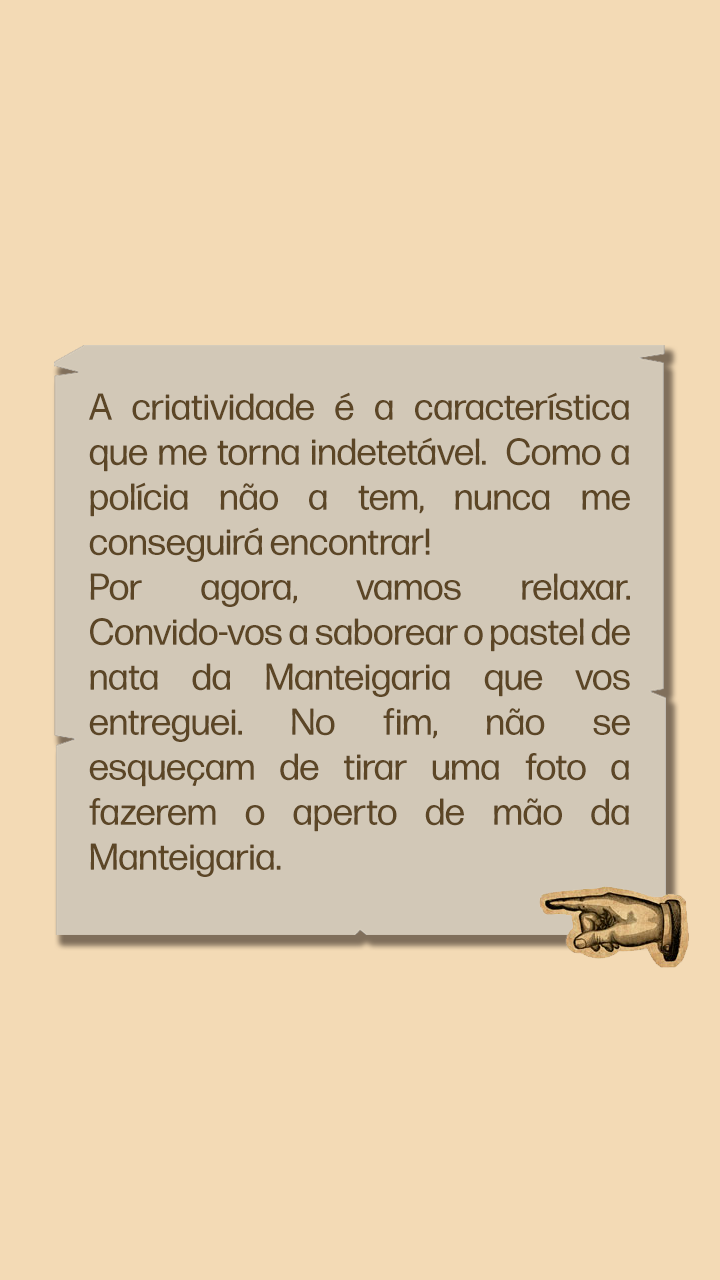 A criatividade é a característica
que me torna indetetável. Como a
polícia não a tem, nunca me
conseguirá encontrar!
Por agora, vamos relaxar.
Convido-vos a saborear o pastel de
nata da Manteigaria que vos
entreguei. No fim, não se
esqueçam de tirar uma foto a
fazerem o aperto de mão da
Manteigaria.